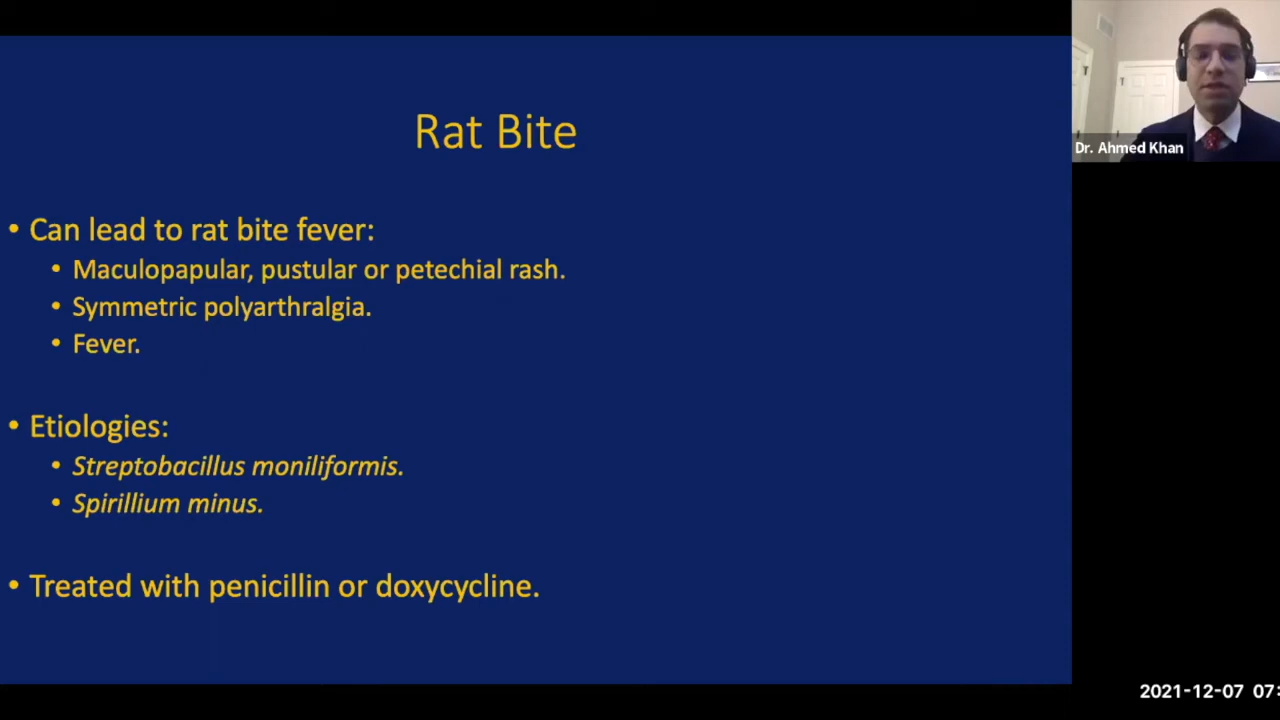 Rat Bite
• Can lead to rat bite fever:
• Maculopapular, pustular or petechial rash.
• Symmetric polyarthralgia.
• Fever.
• Etiologies:
• Streptobacillus moniliformis.
• Spirillium minus.
• Treated with penicillin or doxycycline.
Dr. Ahmed Khan
2021-12-07 07: